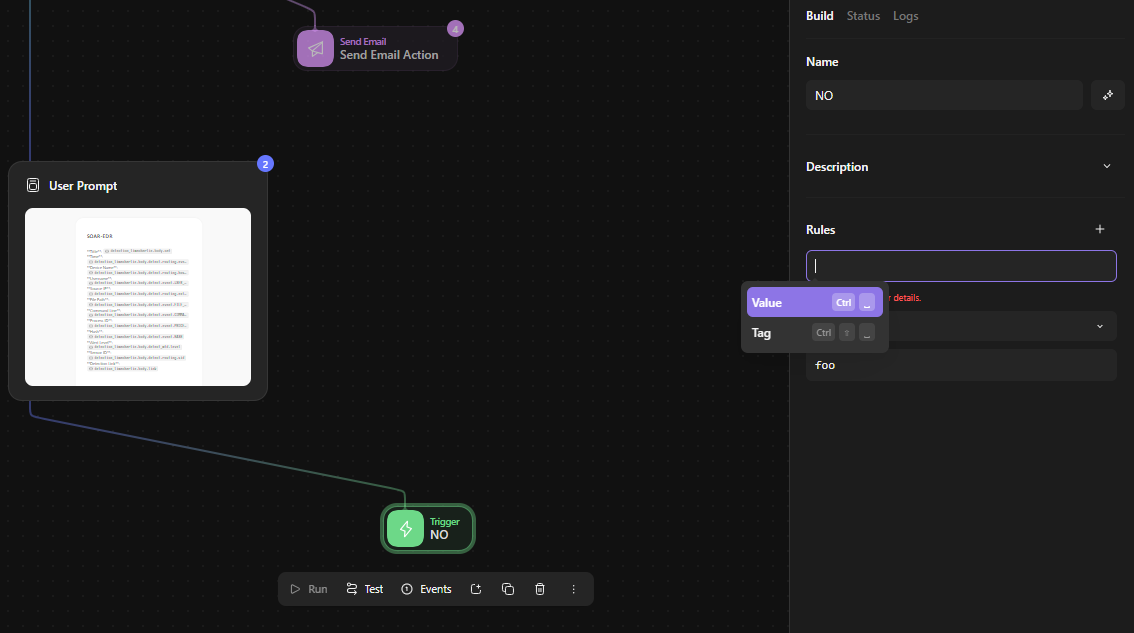 Send Email
Send Email Action
4
2
User Prompt
SOAR-EDR
Trigger
NO
Run
Test
Events
Build
Status
Logs
Name
NO
Description
Rules
details.
Value
Ctrl
Tag
Ctrl
foo